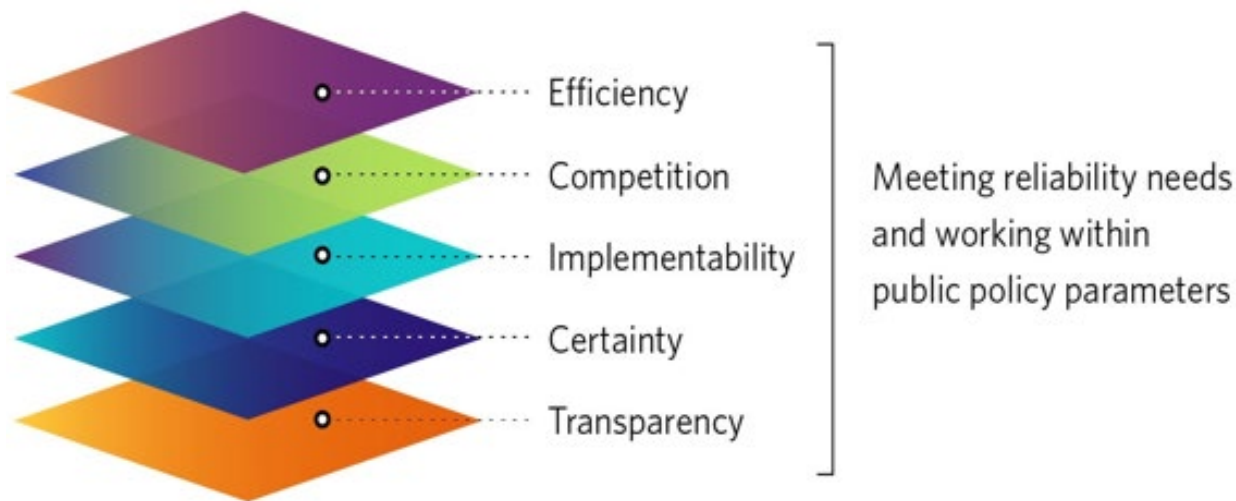 Efficiency
Competition
Implementability
Certainty
Transparency
Meeting reliability needs
and working within
public policy parameters